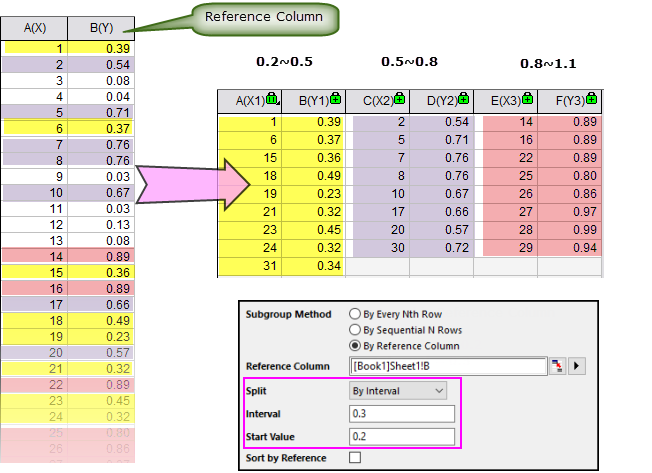 Reference Column
A(X) B(Y)
1 0.39
2 0.54
3 0.08
4 0.04
5 0.71
6 0.37
7 0.76
8 0.76
9 0.03
10 0.67
11 0.03
12 0.13
13 0.08
14 0.89
15 0.36
16 0.89
17 0.66
18 0.49
19 0.23
20 0.57
21 0.32
22 0.89
23 0.45
24 0.32
25 0.80
26 0.86
0.2~0.5 0.5~0.8 0.8~1.1
A(X1) B(Y1) C(X2) D(Y2) E(X3) F(Y3)
1 0.39 2 0.54 14 0.89
6 0.37 5 0.71 16 0.89
15 0.36 7 0.76 22 0.89
18 0.49 8 0.76 25 0.80
19 0.23 10 0.67 26 0.86
21 0.32 17 0.66 27 0.97
23 0.45 20 0.57 28 0.99
24 0.32 30 0.72 29 0.94
31 0.34
Subgroup Method By Every Nth Row
By Sequential N Rows
By Reference Column
Reference Column [Book1]Sheet1!B
Split By Interval
Interval 0.3
Start Value 0.2
Sort by Reference